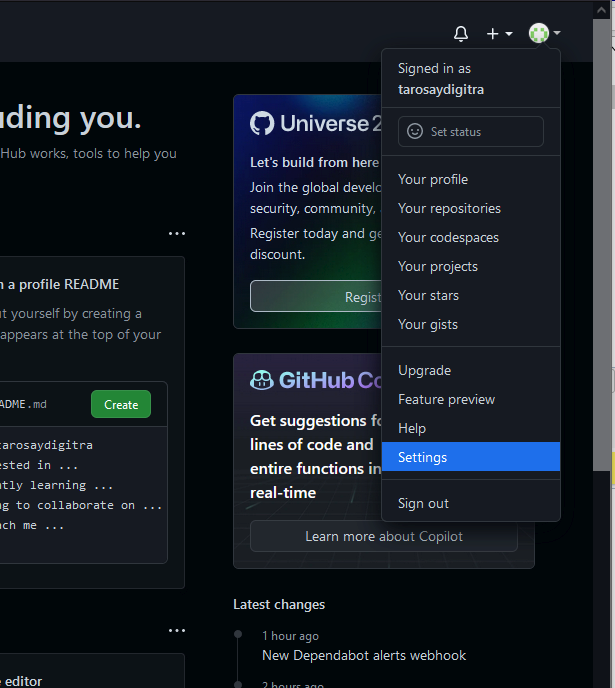 Signed in as
tarosaydigitra
Set status
Your profile
Your repositories
Your codespaces
Your projects
Your stars
Your gists
Upgrade
Feature preview
Help
Settings
Sign out
uding you.
Hub works, tools to help you
...
a profile README
ut yourself by creating a
appears at the top of your
ADME.md
Create
tarosaydigitra
ested in ...
ntly learning ...
ng to collaborate on ...
ach me ...
...
editor
Universe 2
Let's build from here
Join the global develo
security, community,
Register today and ge
discount.
Regist
GitHub Co
Get suggestions fo
lines of code and
entire functions in
real-time
Learn more about Copilot
Latest changes
1 hour ago
New Dependabot alerts webhook
2 hours ago